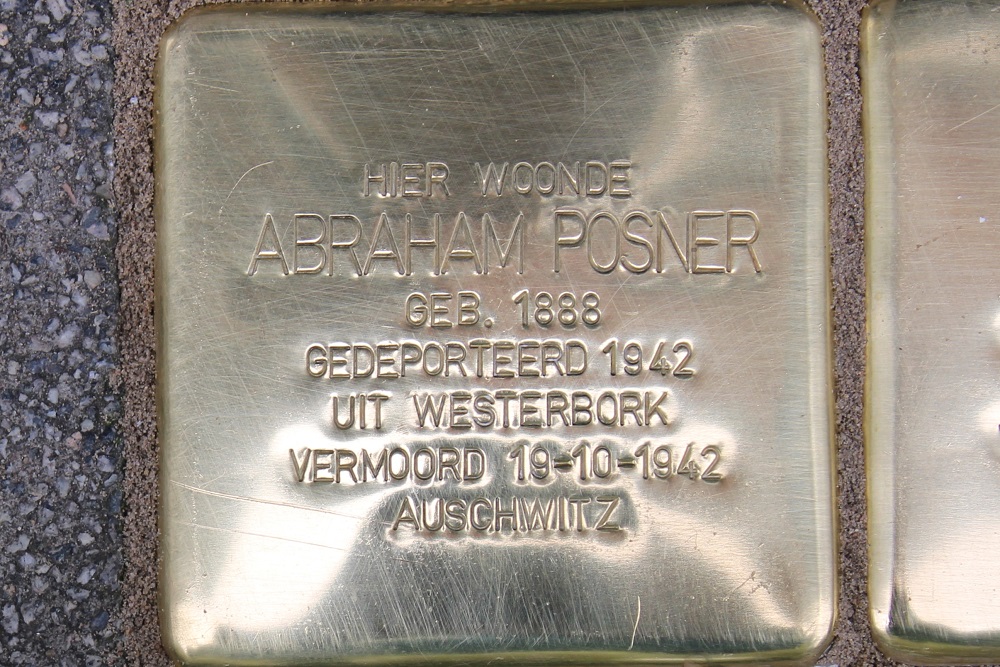 HIER WOONDE
ABRAHAM POSNER
GEB. 1888
GEDEPORTEERD 1942
UIT WESTERBORK
VERMOORD 19-10-1942
AUSCHWITZ